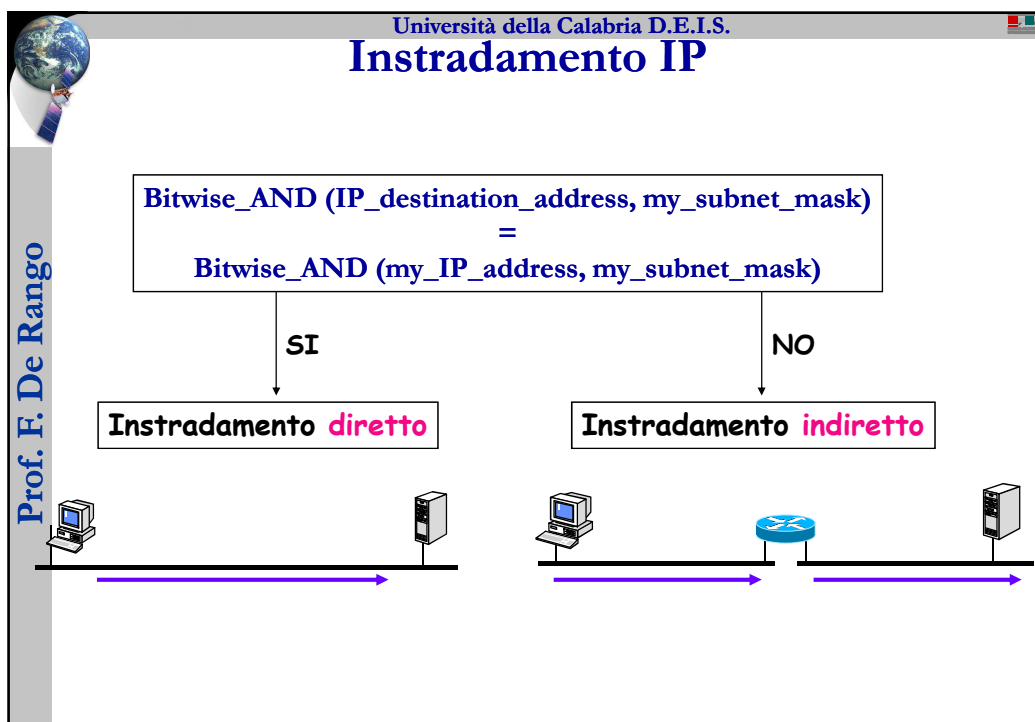 Università della Calabria D.E.I.S.
Instradamento IP
Prof. F. De Rango
Bitwise_AND (IP_destination_address, my_subnet_mask)
=
Bitwise_AND (my_IP_address, my_subnet_mask)
SI
NO
Instradamento diretto
Instradamento indiretto